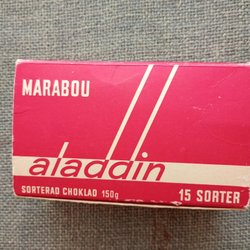 MARABOU
aladdin
SORTERAD CHOKLAD 150g
15 SORTER